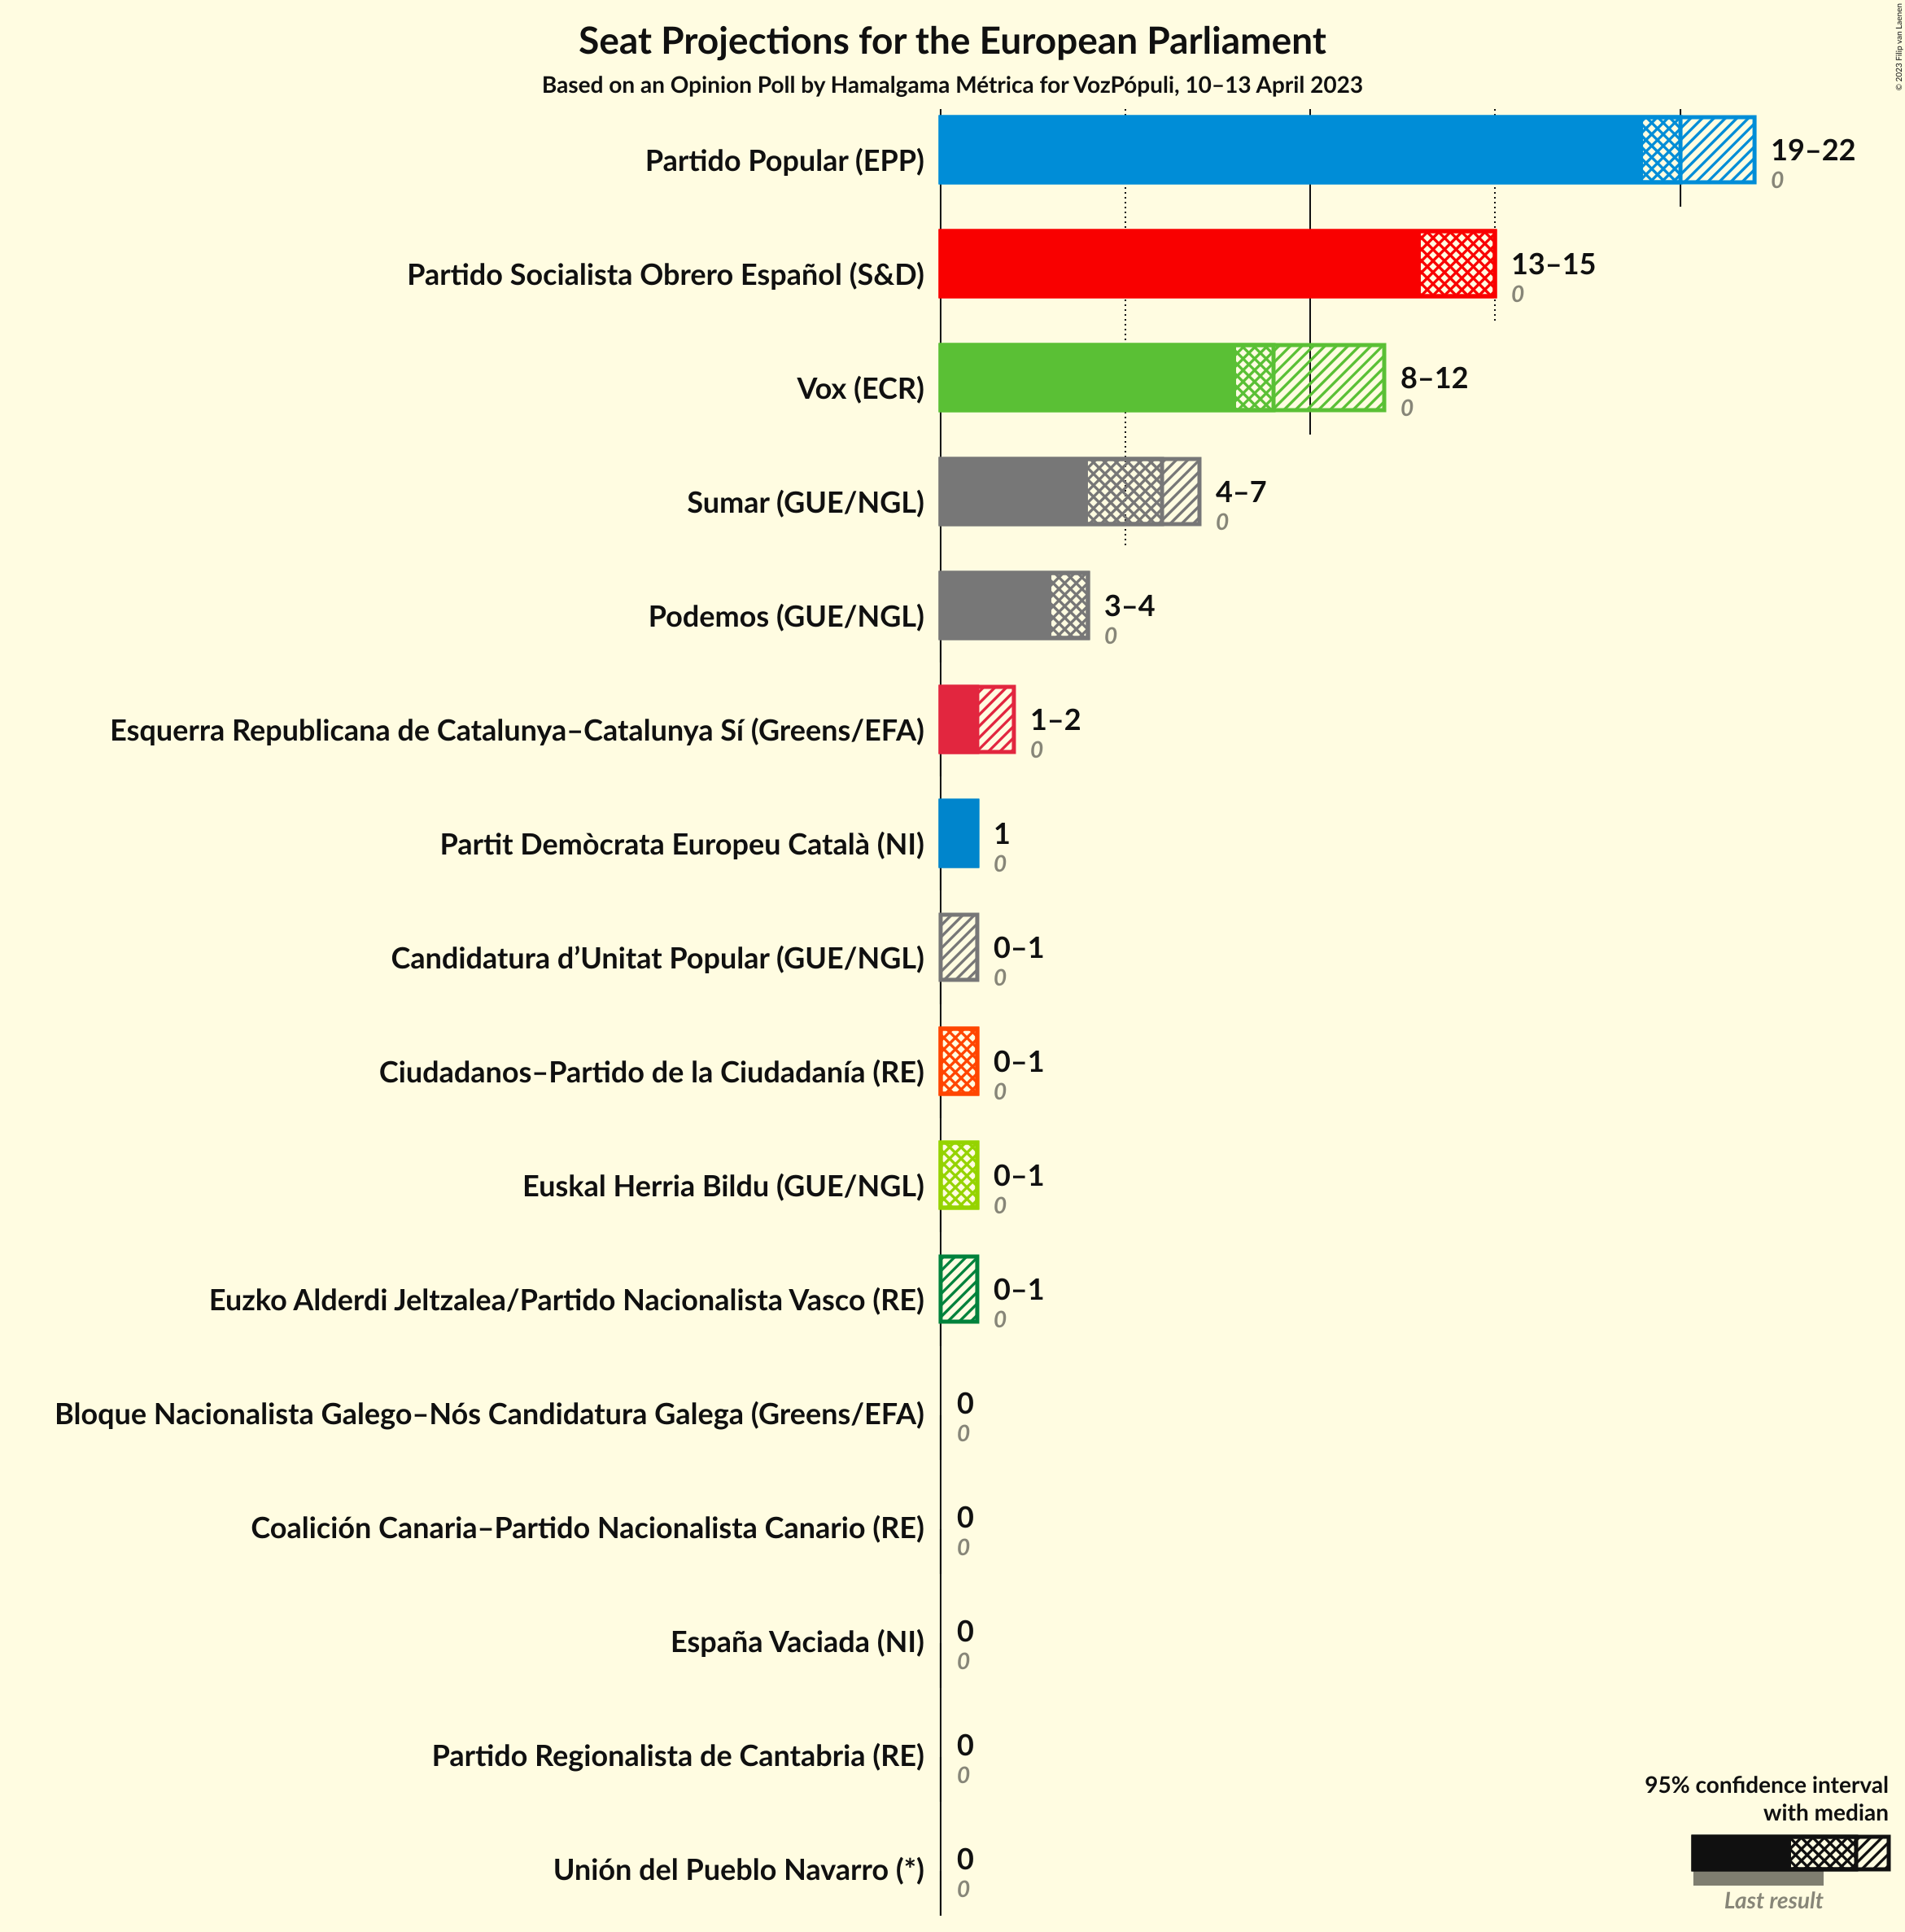 Seat Projections for the European Parliament
Based on an Opinion Poll by Hamalgama Métrica for VozPópuli, 10–13 April 2023
© 2023 Filip van Laenen
Partido Popular (EPP)
19–22
0
Partido Socialista Obrero Español (S&D)
13–15
0
Vox (ECR)
8–12
0
Sumar (GUE/NGL)
4–7
0
Podemos (GUE/NGL)
3–4
0
Esquerra Republicana de Catalunya–Catalunya Sí (Greens/EFA)
1–2
0
Partit Demòcrata Europeu Català (NI)
1
0
Candidatura d’Unitat Popular (GUE/NGL)
0–1
0
Ciudadanos–Partido de la Ciudadanía (RE)
0–1
0
Euskal Herria Bildu (GUE/NGL)
0–1
0
Euzko Alderdi Jeltzalea/Partido Nacionalista Vasco (RE)
0–1
0
Bloque Nacionalista Galego–Nós Candidatura Galega (Greens/EFA)
0
0
Coalición Canaria–Partido Nacionalista Canario (RE)
0
0
España Vaciada (NI)
0
0
Partido Regionalista de Cantabria (RE)
0
0
Unión del Pueblo Navarro (*)
0
0
95% confidence interval
with median
Last result